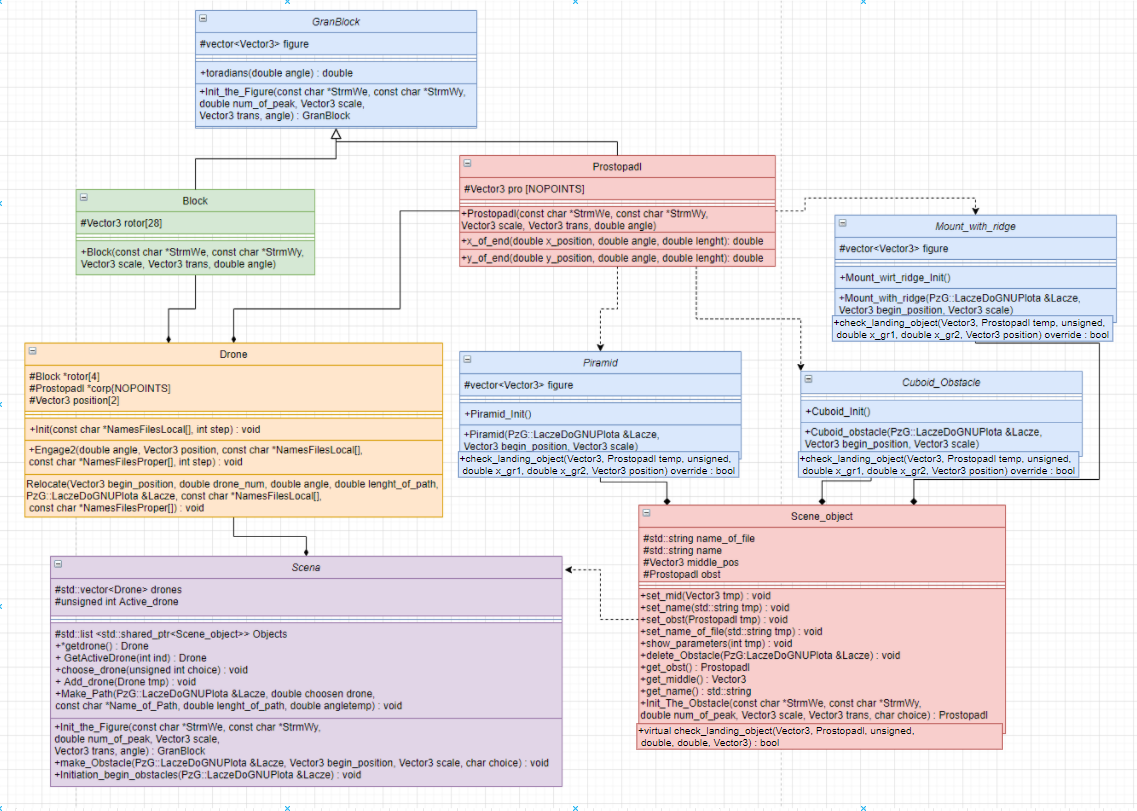 GranBlock
#vector<Vector3> figure
+toradians(double angle) : double
+Init_the_Figure(const char *StrmWe, const char *StrmWy,
double num_of_peak, Vector3 scale,
Vector3 trans, angle) : GranBlock
Prostopadl
#Vector3 pro [NOPOINTS]
+Prostopadl(const char *StrmWe, const char *StrmWy,
Vector3 scale, Vector3 trans, double angle)
+x_of_end(double x_position, double angle, double lenght): double
+y_of_end(double y_position, double angle, double lenght): double
Block
#Vector3 rotor[28]
+Block(const char *StrmWe, const char *StrmWy,
Vector3 scale, Vector3 trans, double angle)
Mount_with_ridge
#vector<Vector3> figure
+Mount_wirt_ridge_Init()
+Mount_with_ridge(PzG::LaczeDoGNUPlota &Lacze,
Vector3 begin_position, Vector3 scale)
+check_landing_object(Vector3, Prostopadl temp, unsigned,
double x_gr1, double x_gr2, Vector3 position) override : bool
Drone
#Block *rotor[4]
#Prostopadl *corp[NOPOINTS]
#Vector3 position[2]
+Init(const char *NamesFilesLocal[], int step) : void
+Engage2(double angle, Vector3 position, const char *NamesFilesLocal[],
const char *NamesFilesProper[], int step) : void
Relocate(Vector3 begin_position, double drone_num, double angle, double lenght_of_path,
PzG::LaczeDoGNUPlota &Lacze, const char *NamesFilesLocal[],
const char *NamesFilesProper[]) : void
Piramid
#vector<Vector3> figure
+Piramid_Init()
+Piramid(PzG::LaczeDoGNUPlota &Lacze,
Vector3 begin_position, Vector3 scale)
+check_landing_object(Vector3, Prostopadl temp, unsigned,
double x_gr1, double x_gr2, Vector3 position) override : bool
Cuboid_Obstacle
+Cuboid_Init()
+Cuboid_obstacle(PzG::LaczeDoGNUPlota &Lacze,
Vector3 begin_position, Vector3 scale)
+check_landing_object(Vector3, Prostopadl temp, unsigned,
double x_gr1, double x_gr2, Vector3 position) override : bool
Scene_object
#std::string name_of_file
#std::string name
#Vector3 middle_pos
#Prostopadl obst
+set_mid(Vector3 tmp) : void
+set_name(std::string tmp) : void
+set_obst(Prostopadl tmp) : void
+set_name_of_file(std::string tmp) : void
+show_parameters(int tmp) : void
+delete_Obstacle(PzG:LaczeDoGNUPlota &Lacze) : void
+get_obst() : Prostopadl
+get_middle() : Vector3
+get_name() : std::string
+Init_The_Obstacle(const char *StrmWe, const char *StrmWy,
double num_of_peak, Vector3 scale, Vector3 trans, char choice) : Prostopadl
+virtual check_landing_object(Vector3, Prostopadl, unsigned,
double, double, Vector3) : bool
Scena
#std::vector<Drone> drones
#unsigned int Active_drone
#std::list <std::shared_ptr<Scene_object>> Objects
+*getdrone() : Drone
+ GetActiveDrone(int ind) : Drone
+choose_drone(unsigned int choice) : void
+ Add_drone(Drone tmp) : void
+Make_Path(PzG::LaczeDoGNUPlota &Lacze, double choosen drone,
const char *Name_of_Path, double lenght_of_path, double angletemp) : void
+Init_the_Figure(const char *StrmWe, const char *StrmWy,
double num_of_peak, Vector3 scale,
Vector3 trans, angle) : GranBlock
+make_Obstacle(PzG::LaczeDoGNUPlota &Lacze, Vector3 begin_position, Vector3 scale, char choice) : void
+Initiation_begin_obstacles(PzG::LaczeDoGNUPlota &Lacze) : void